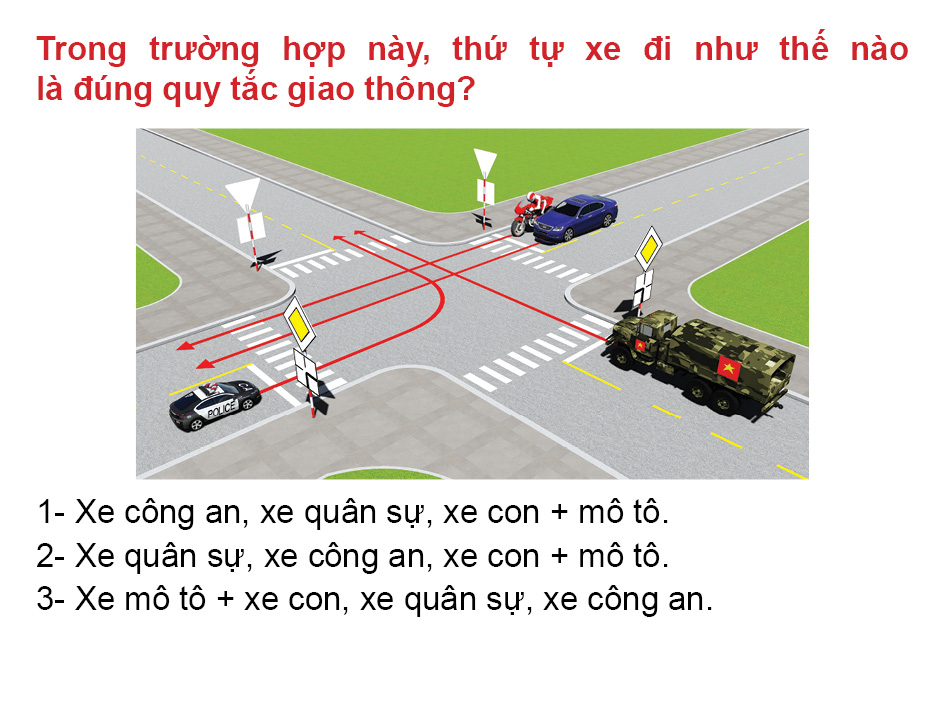 Trong trường hợp này, thứ tự xe đi như thế nào
là đúng quy tắc giao thông?
POLICE
1- Xe công an, xe quân sự, xe con + mô tô.
2- Xe quân sự, xe công an, xe con + mô tô.
3- Xe mô tô + xe con, xe quân sự, xe công an.